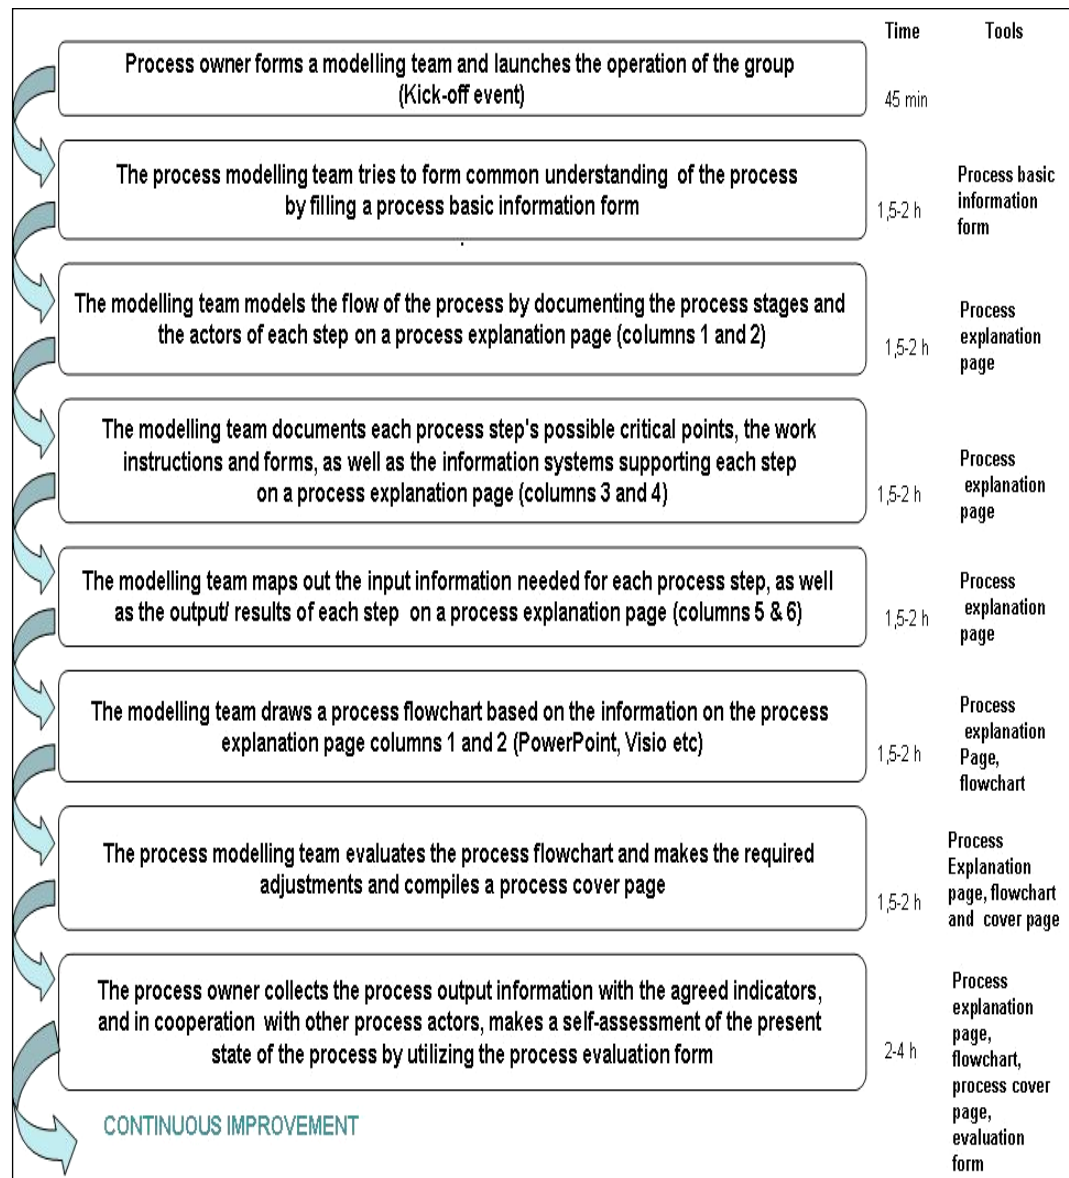 Time Tools
Process owner forms a modelling team and launches the operation of the group
(Kick-off event)
45 min
The process modelling team tries to form common understanding of the process
by filling a process basic information form
.
1,5-2 h
Process basic
information
form
The modelling team models the flow of the process by documenting the process stages and
the actors of each step on a process explanation page (columns 1 and 2)
1,5-2 h
Process
explanation
page
The modelling team documents each process step's possible critical points, the work
instructions and forms, as well as the information systems supporting each step
on a process explanation page (columns 3 and 4)
1,5-2 h
Process
explanation
page
The modelling team maps out the input information needed for each process step, as well
as the output/ results of each step on a process explanation page (columns 5 & 6)
1,5-2 h
Process
explanation
page
The modelling team draws a process flowchart based on the information on the process
explanation page columns 1 and 2 (PowerPoint, Visio etc)
1,5-2 h
Process
explanation
Page,
flowchart
The process modelling team evaluates the process flowchart and makes the required
adjustments and compiles a process cover page
1,5-2 h
Process
Explanation
page, flowchart
and cover page
The process owner collects the process output information with the agreed indicators,
and in cooperation with other process actors, makes a self-assessment of the present
state of the process by utilizing the process evaluation form
2-4 h
Process
explanation
page,
flowchart,
process cover
page,
evaluation
form
CONTINUOUS IMPROVEMENT